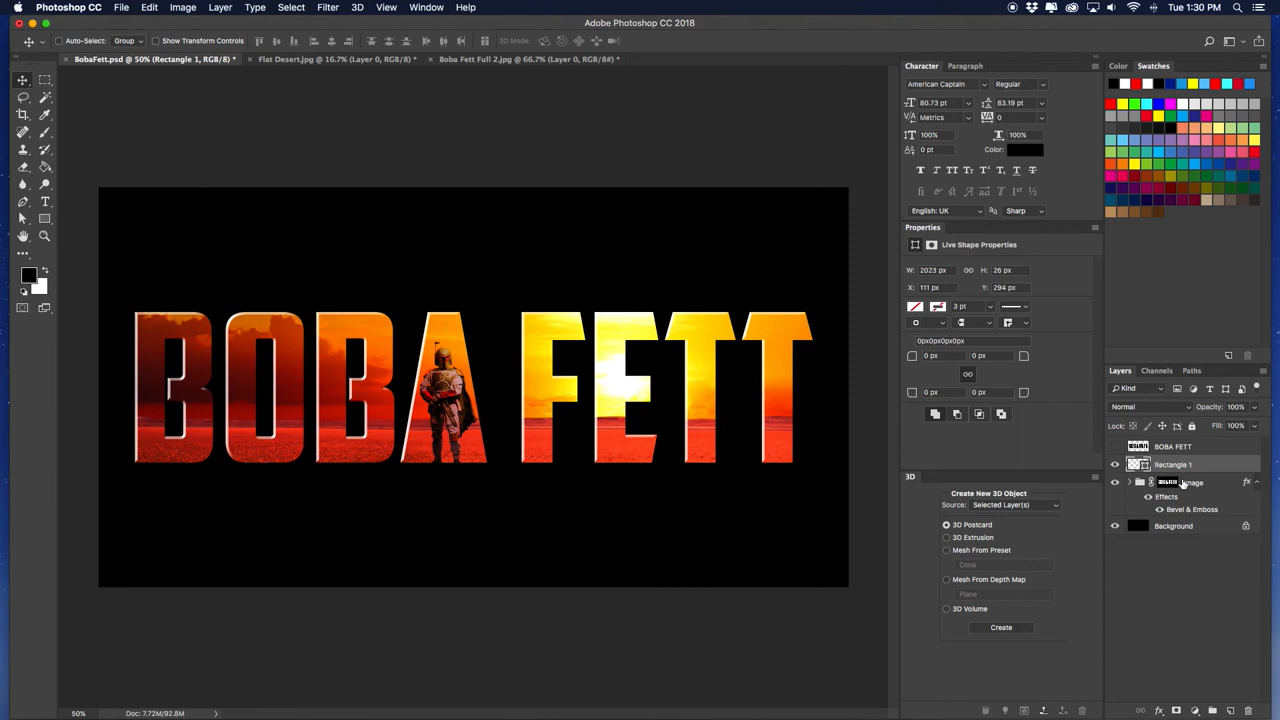 Photoshop CC File Edit Image Layer Type Select Filter 3D View Window Help Tu 1:30 PM
Adobe Photoshop CC 2018
Auto-Select: Group Show Transform Controls 3D Mode:
BobaFett.psd @ 50% (Rectangle 1, RGB/8) * Flat Desert.jpg @ 16.7% (Layer 0, RGB/8) * Boba Fett Full 2.jpg @ 66.7% (Layer 0, RGB/8#) *
BOBA FETT
50% Doc: 7.72M/92.8M
Character Paragraph
American Captain Regular
80.73 pt 83.19 pt
Metrics 0
100% 100%
0 pt Color:
English: UK Sharp
Properties
Live Shape Properties
W: 2023 px H: 26 px
X: 111 px Y: 294 px
3 pt
0px0px0px0px
0 px 0 px
0 px 0 px
3D
Create New 3D Object
Source: Selected Layer(s)
3D Postcard
3D Extrusion
Mesh From Preset
Cone
Mesh From Depth Map
Plane
3D Volume
Create
Color Swatches
Layers Channels Paths
Kind
Normal Opacity: 100%
Lock: Fill: 100%
BOBA FETT
Rectangle 1
Image fx
Effects
Bevel & Emboss
Background